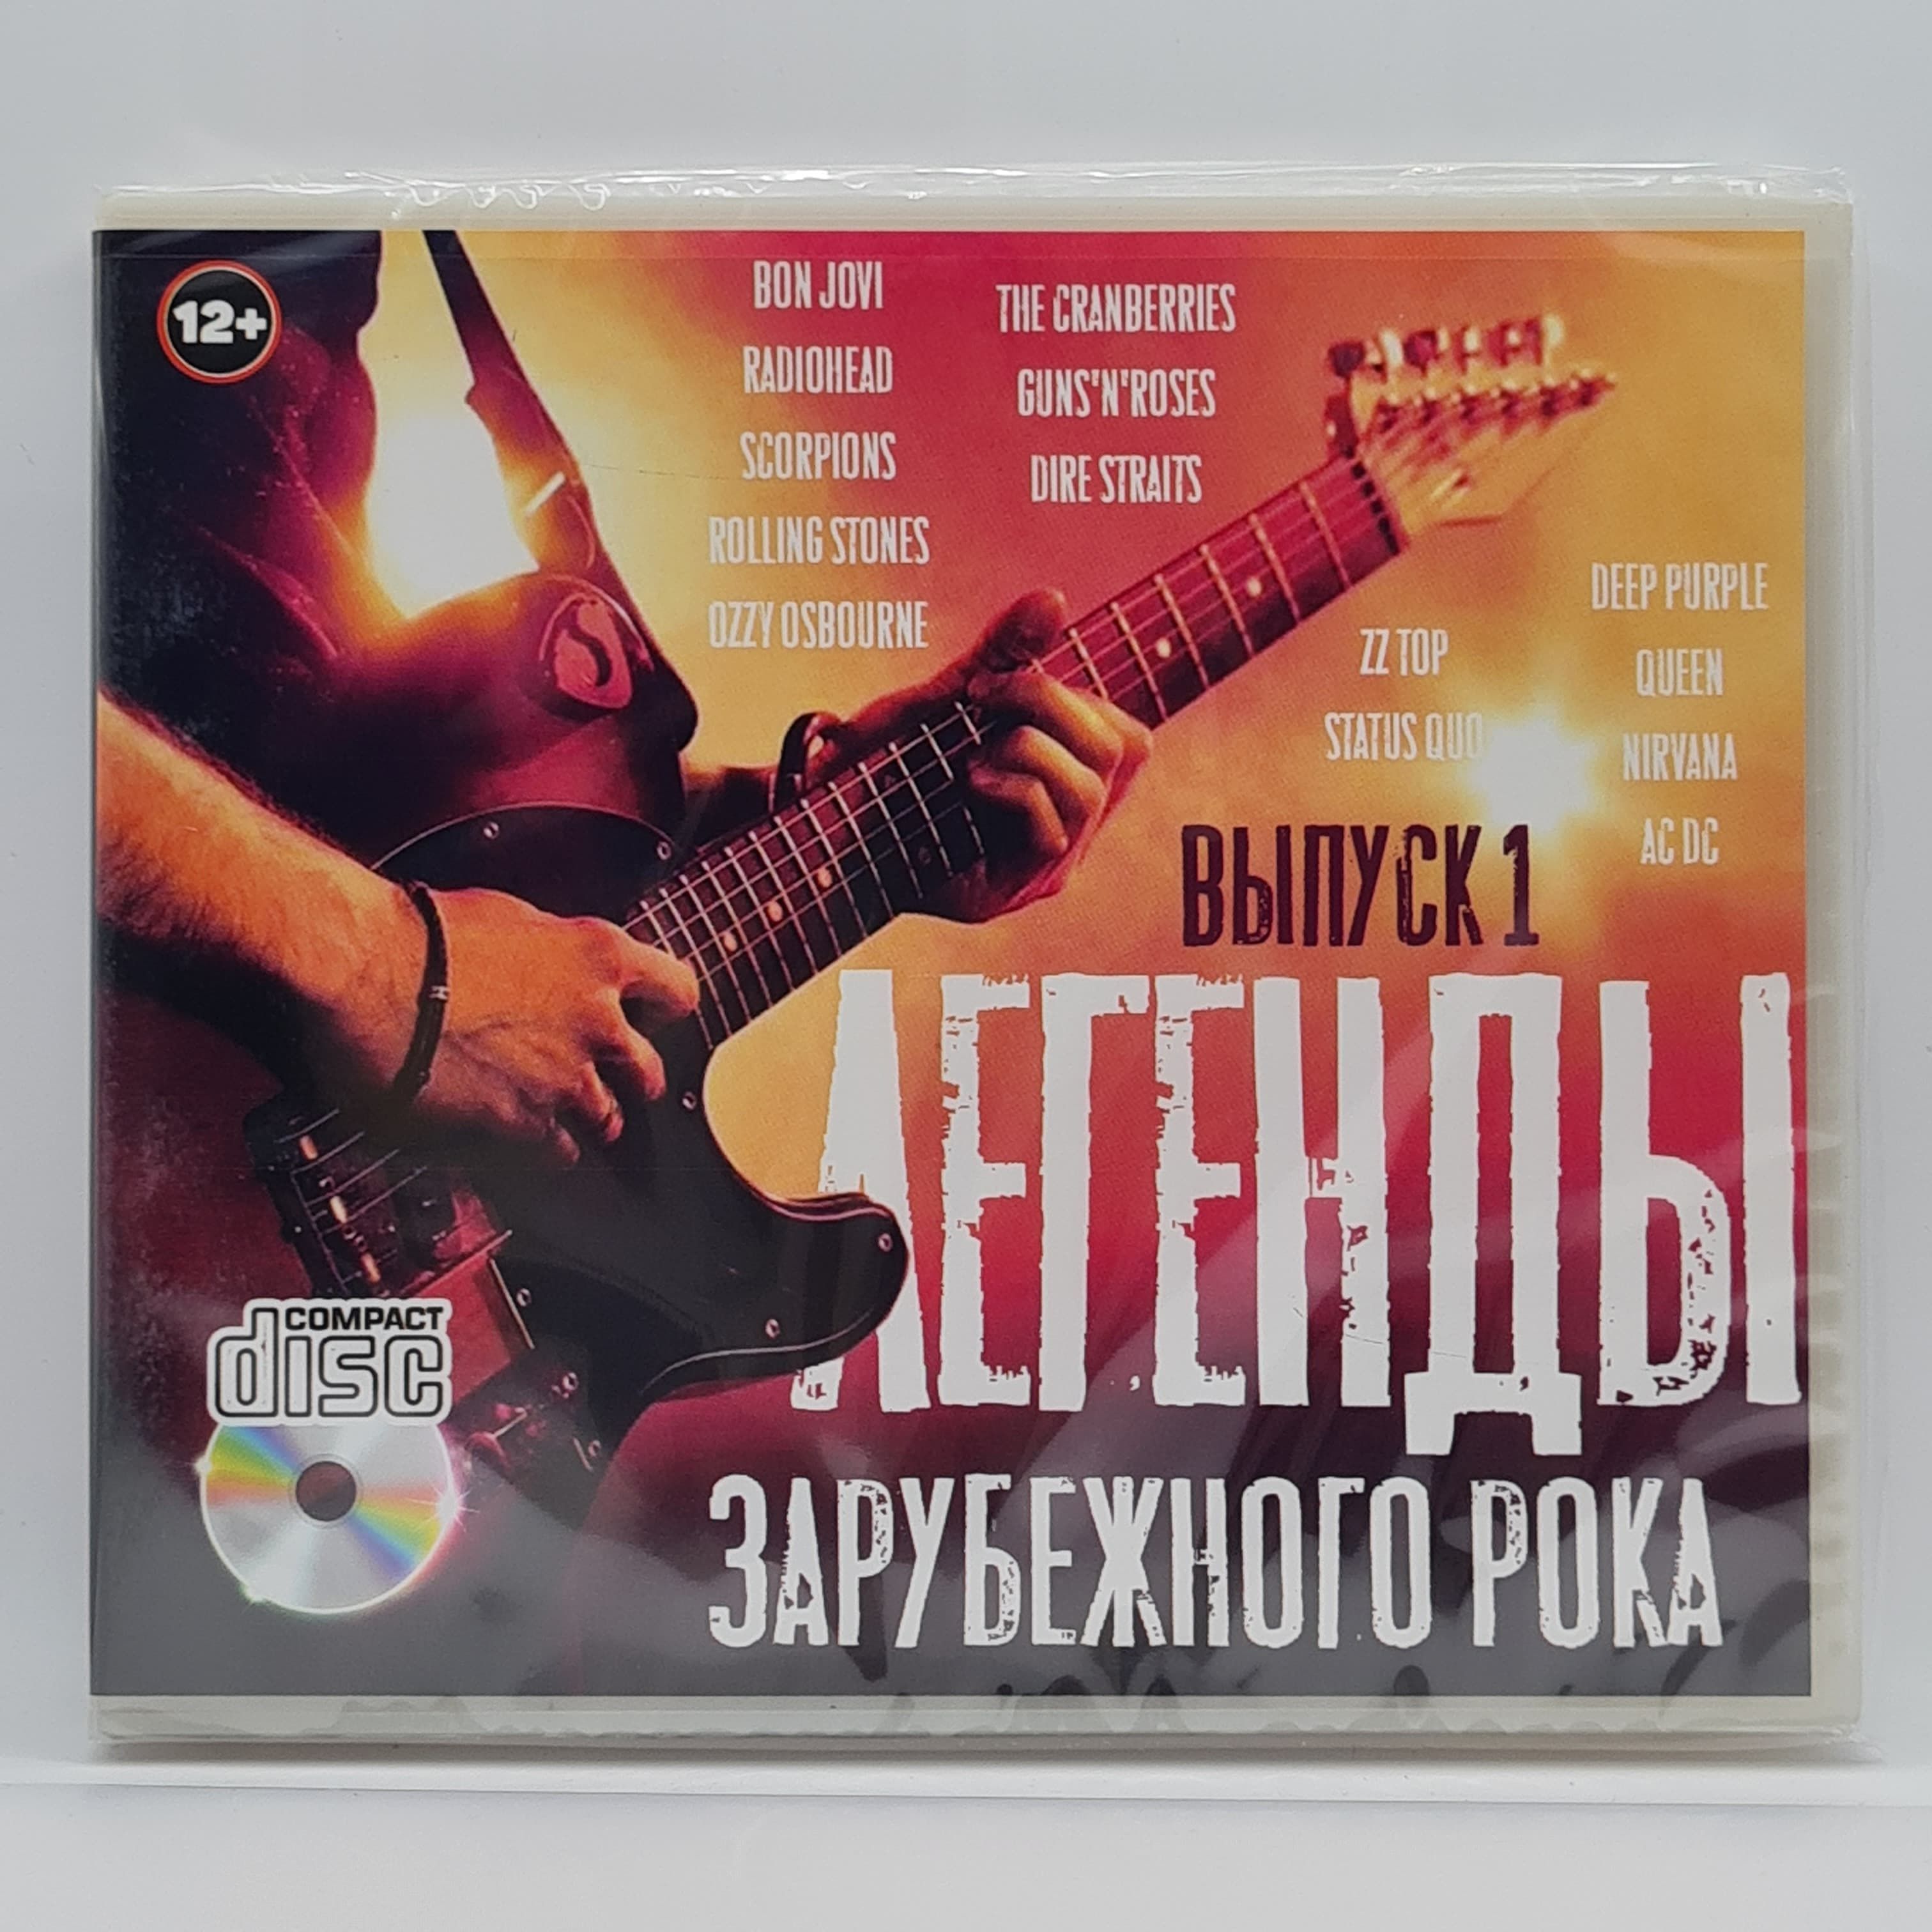 12+
BON JOVI
RADIOHEAD
SCORPIONS
ROLLING STONES
OZZY OSBOURNE
THE CRANBERRIES
GUNS'N'ROSES
DIRE STRAITS
ZZ TOP
STATUS QUO
DEEP PURPLE
QUEEN
NIRVANA
AC DC
ВЫПУСК 1
ЛЕГЕНДЫ
ЗАРУБЕЖНОГО РОКА
COMPACT
disc